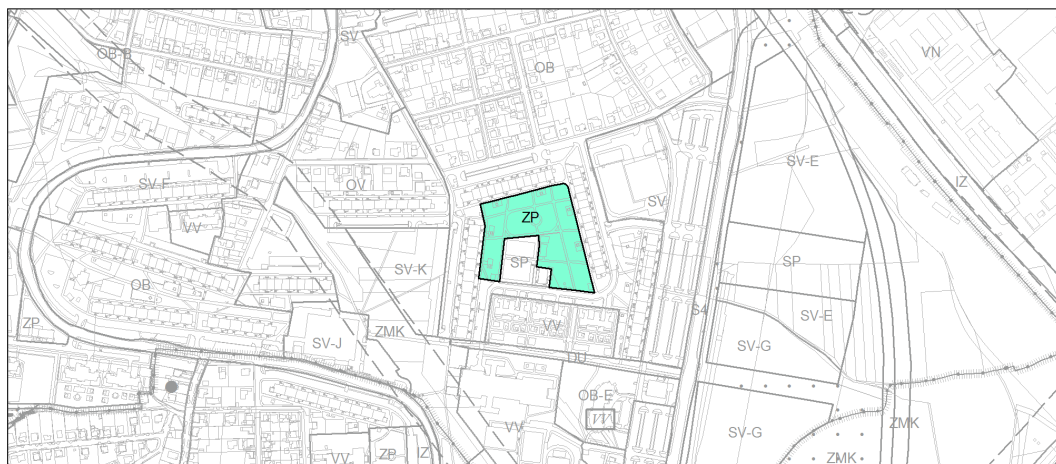 SV
OB-B
OB
VN
SV-E
IZ
SV-F
OV
VV
SV
ZP
SP
SP
SV-K
OB
SV-E
ZP
ZMK
S4
VV
SV-J
SV-G
DU
OB-E
VV
ZMK
VV
SV-G
VV
ZP
IZ
ZMK